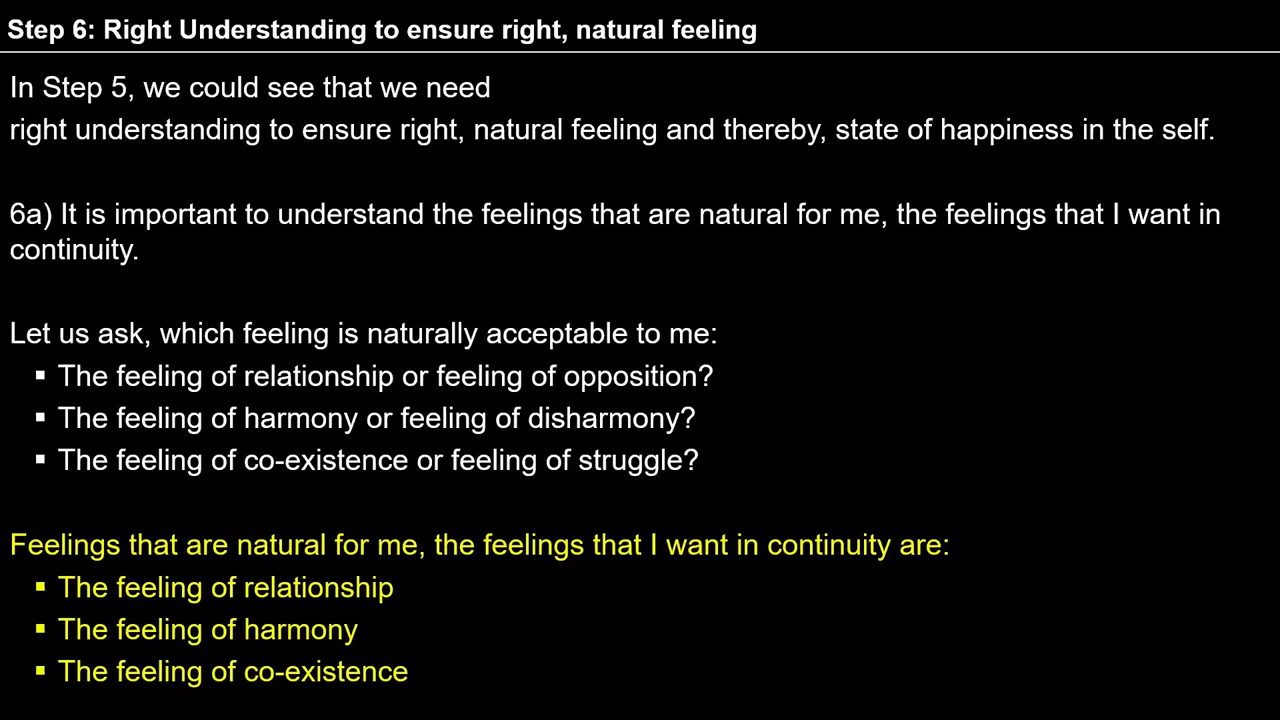 Step 6: Right Understanding to ensure right, natural feeling
In Step 5, we could see that we need
right understanding to ensure right, natural feeling and thereby, state of happiness in the self.
6a) It is important to understand the feelings that are natural for me, the feelings that I want in
continuity.
Let us ask, which feeling is naturally acceptable to me:
▪ The feeling of relationship or feeling of opposition?
▪ The feeling of harmony or feeling of disharmony?
▪ The feeling of co-existence or feeling of struggle?
Feelings that are natural for me, the feelings that I want in continuity are:
▪ The feeling of relationship
▪ The feeling of harmony
▪ The feeling of co-existence